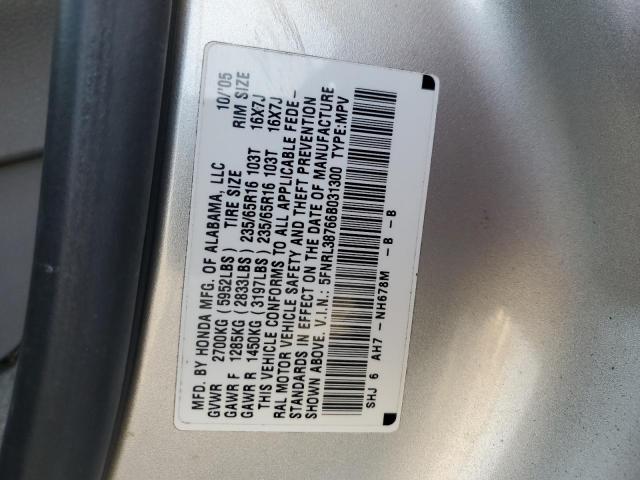 MFD. BY HONDA MFG. OF ALABAMA, LLC 10/'05
GVWR 2700KG (5952LBS) TIRE SIZE RIM SIZE
GAWR F 1285KG (2833LBS) 235/65R16 103T 16X7J
GAWR R 1450KG (3197LBS) 235/65R16 103T 16X7J
THIS VEHICLE CONFORMS TO ALL APPLICABLE FEDE-
RAL MOTOR VEHICLE SAFETY AND THEFT PREVENTION
STANDARDS IN EFFECT ON THE DATE OF MANUFACTURE
SHOWN ABOVE. V.I.N.: 5FNRL38766B031300 TYPE:MPV
SHJ 6 AH7 - NH678M - B - B